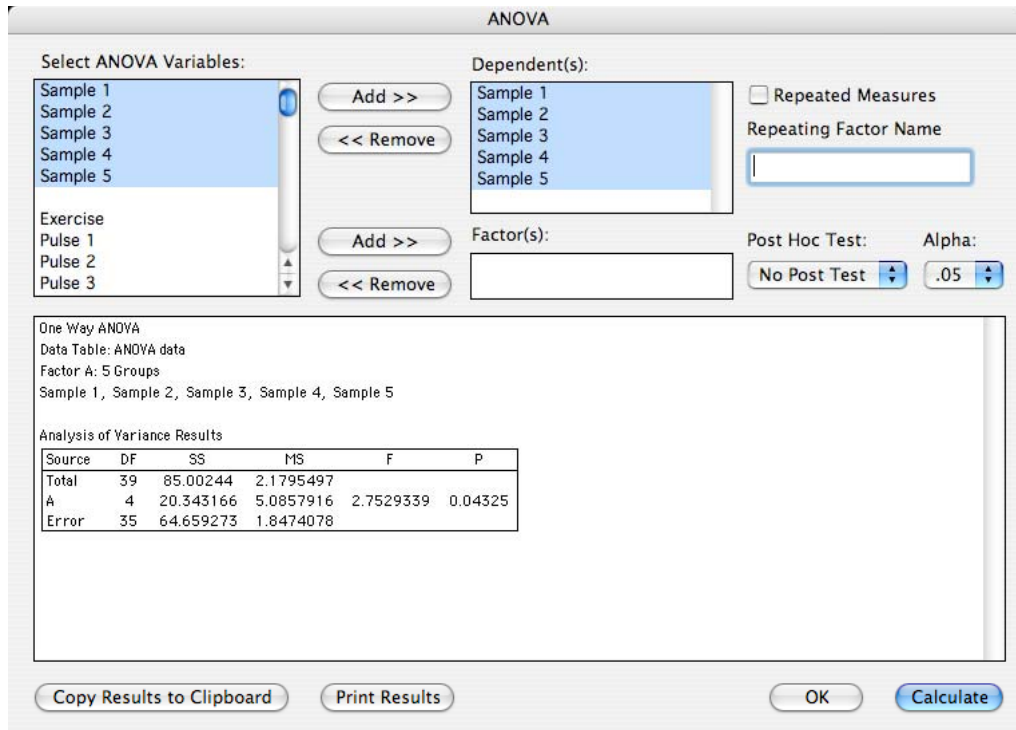 ANOVA
Select ANOVA Variables:
Sample 1
Sample 2
Sample 3
Sample 4
Sample 5
Exercise
Pulse 1
Pulse 2
Pulse 3
Add >>
<< Remove
Add >>
<< Remove
Dependent(s):
Sample 1
Sample 2
Sample 3
Sample 4
Sample 5
Factor(s):
Repeated Measures
Repeating Factor Name
Post Hoc Test: Alpha:
No Post Test .05
One Way ANOVA
Data Table: ANOVA data
Factor A: 5 Groups
Sample 1, Sample 2, Sample 3, Sample 4, Sample 5
Analysis of Variance Results
Source DF SS MS F P
Total 39 85.00244 2.1795497
A 4 20.343166 5.0857916 2.7529339 0.04325
Error 35 64.659273 1.8474078
Copy Results to Clipboard Print Results OK Calculate